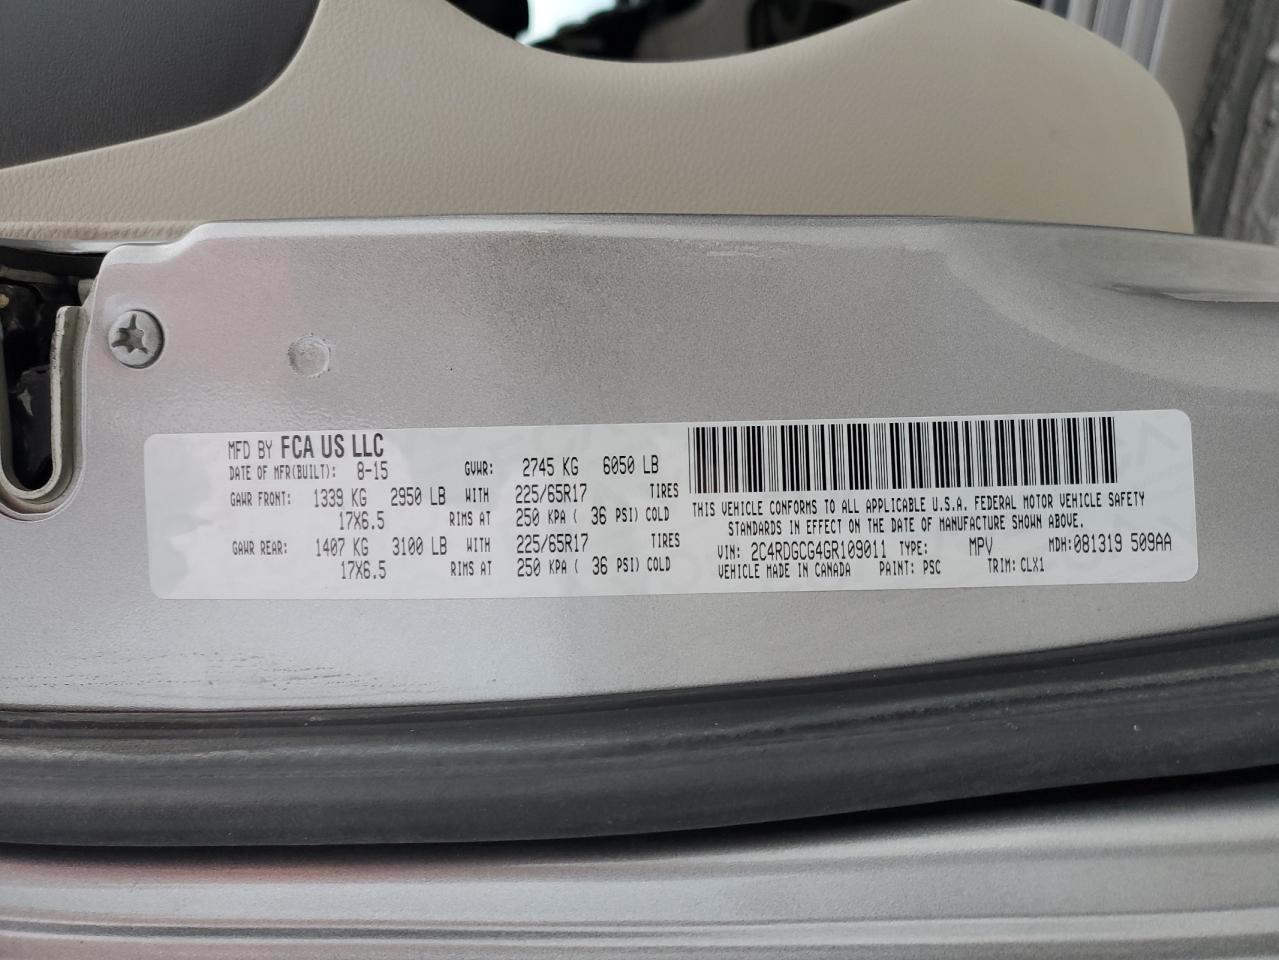 MFD BY FCA US LLC
DATE OF MFR(BUILT): 8-15 GVWR: 2745 KG 6050 LB
GAWR FRONT: 1339 KG 2950 LB WITH 225/65R17 TIRES
17X6.5 RIMS AT 250 KPA ( 36 PSI) COLD
GAWR REAR: 1407 KG 3100 LB WITH 225/65R17 TIRES
17X6.5 RIMS AT 250 KPA ( 36 PSI) COLD
THIS VEHICLE CONFORMS TO ALL APPLICABLE U.S.A. FEDERAL MOTOR VEHICLE SAFETY
STANDARDS IN EFFECT ON THE DATE OF MANUFACTURE SHOWN ABOVE.
VIN: 2C4RDGCG4GR109011 TYPE: MPV MDH:081319 509AA
VEHICLE MADE IN CANADA PAINT: PSC TRIM: CLX1